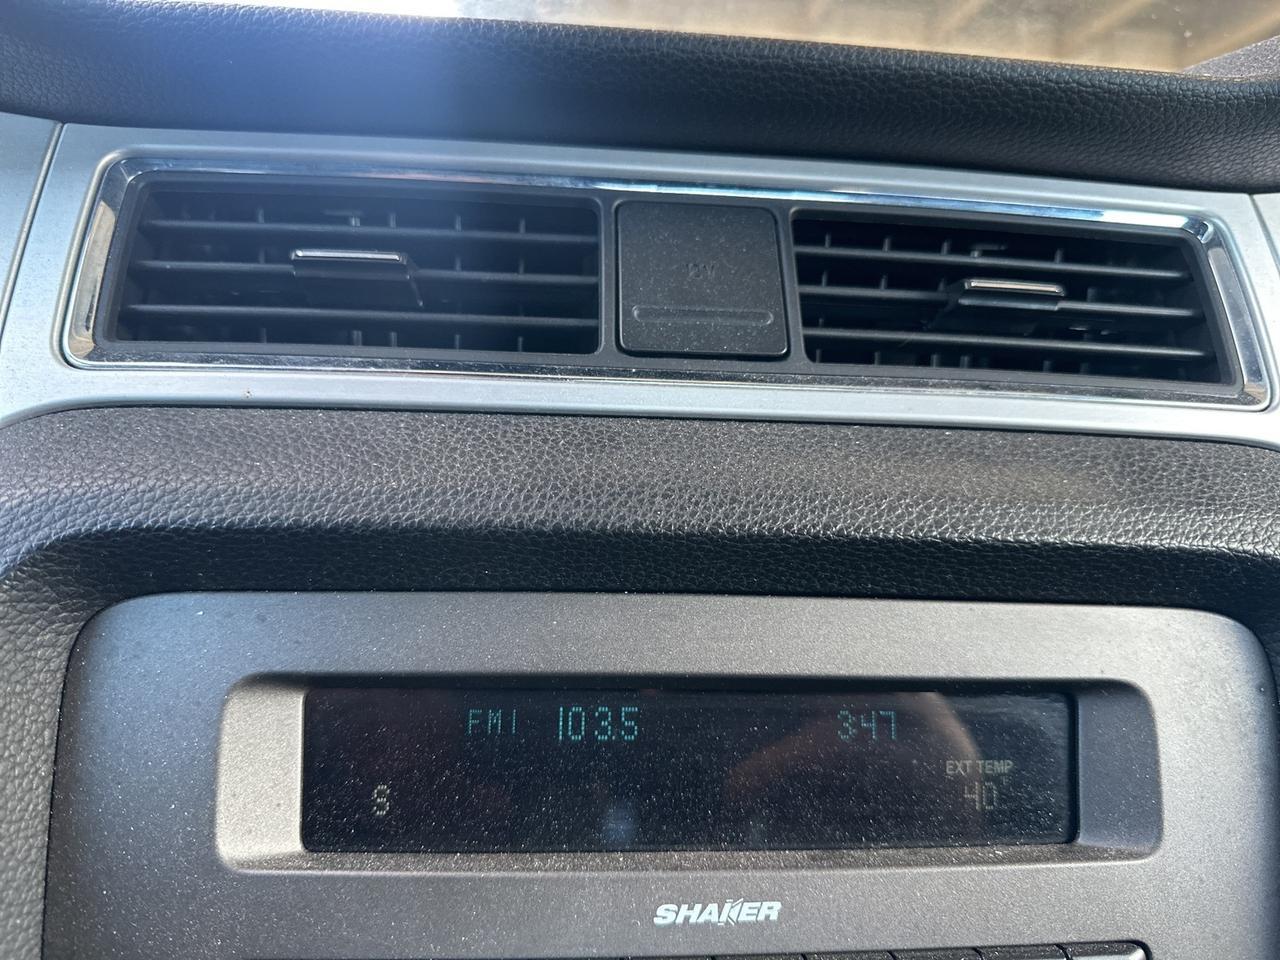 12V
FM1 103.5 3:47
EXT TEMP
S 40°
SHAKER